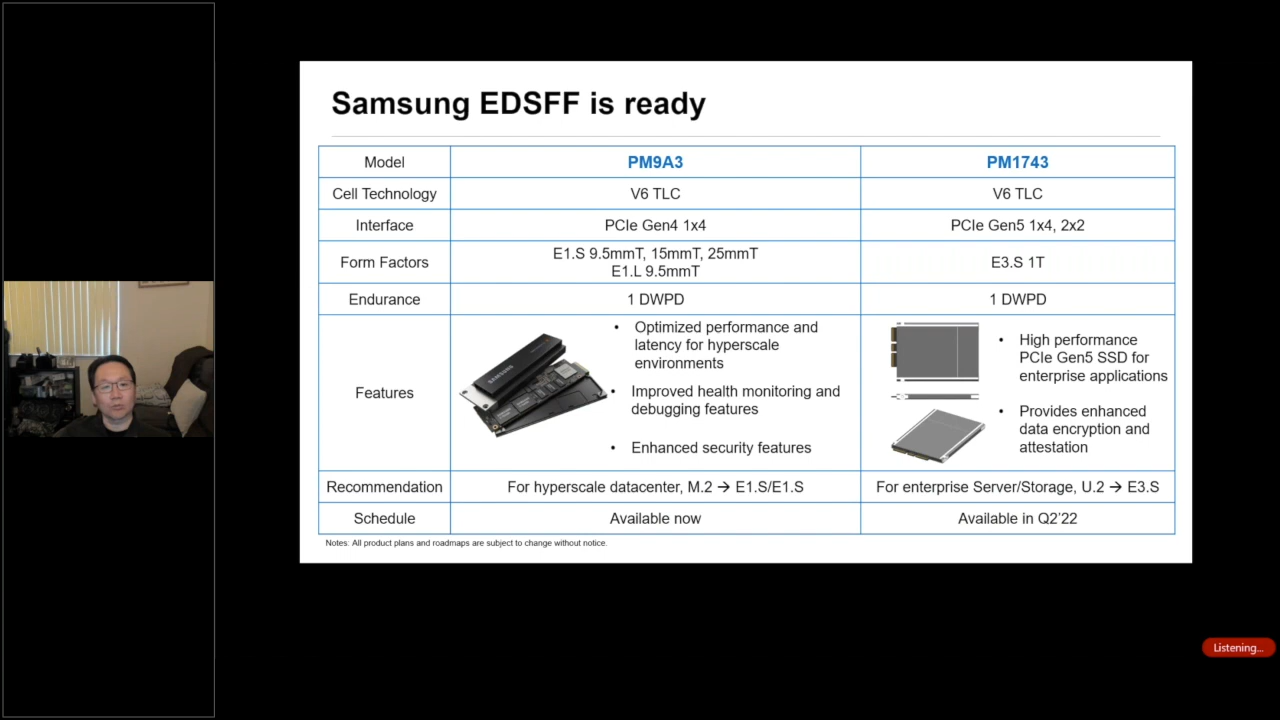 Samsung EDSFF is ready
Model
PM9A3
PM1743
Cell Technology
V6 TLC
V6 TLC
Interface
PCIe Gen4 1x4
PCIe Gen5 1x4, 2x2
Form Factors
E1.S 9.5mmT, 15mmT, 25mmT
E1.L 9.5mmT
E3.S 1T
Endurance
1 DWPD
1 DWPD
Features
SAMSUNG
• Optimized performance and
latency for hyperscale
environments
• Improved health monitoring and
debugging features
• Enhanced security features
• High performance
PCIe Gen5 SSD for
enterprise applications
• Provides enhanced
data encryption and
attestation
Recommendation
For hyperscale datacenter, M.2 → E1.S/E1.S
For enterprise Server/Storage, U.2 → E3.S
Schedule
Available now
Available in Q2'22
Notes: All product plans and roadmaps are subject to change without notice.
Listening...